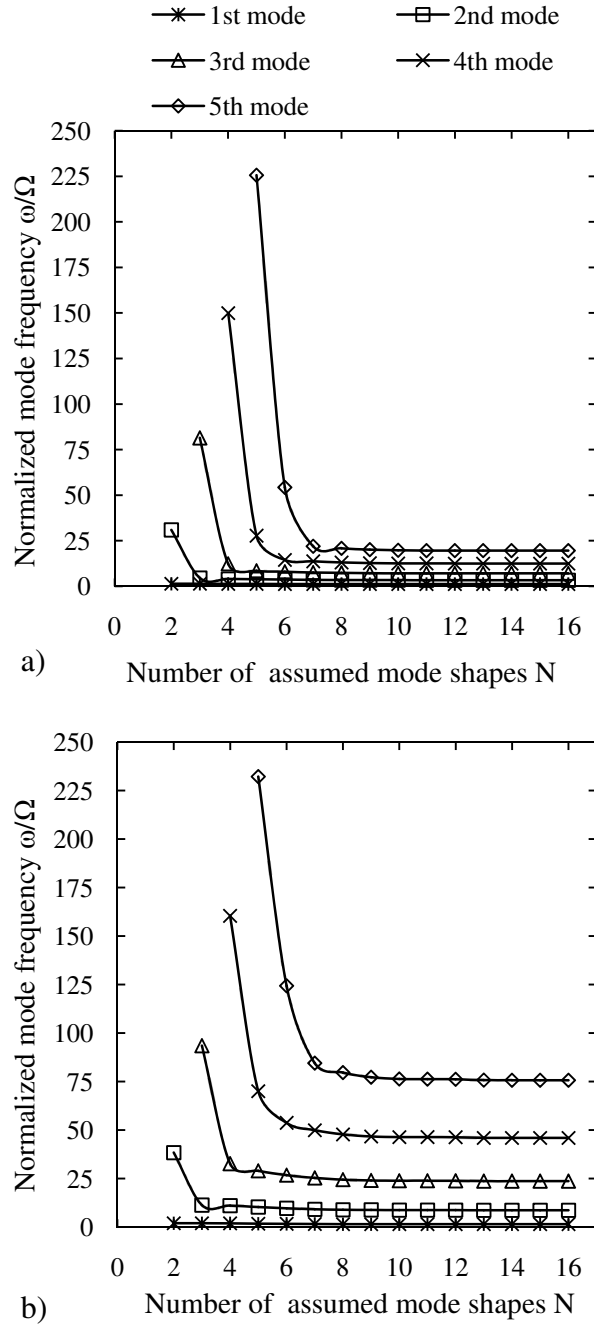 1st mode 2nd mode
3rd mode 4th mode
5th mode
250
225
200
175
150
125
100
75
50
25
0
Normalized mode frequency ω/Ω
0 2 4 6 8 10 12 14 16
a)
Number of assumed mode shapes N
250
225
200
175
150
125
100
75
50
25
0
Normalized mode frequency ω/Ω
0 2 4 6 8 10 12 14 16
b)
Number of assumed mode shapes N